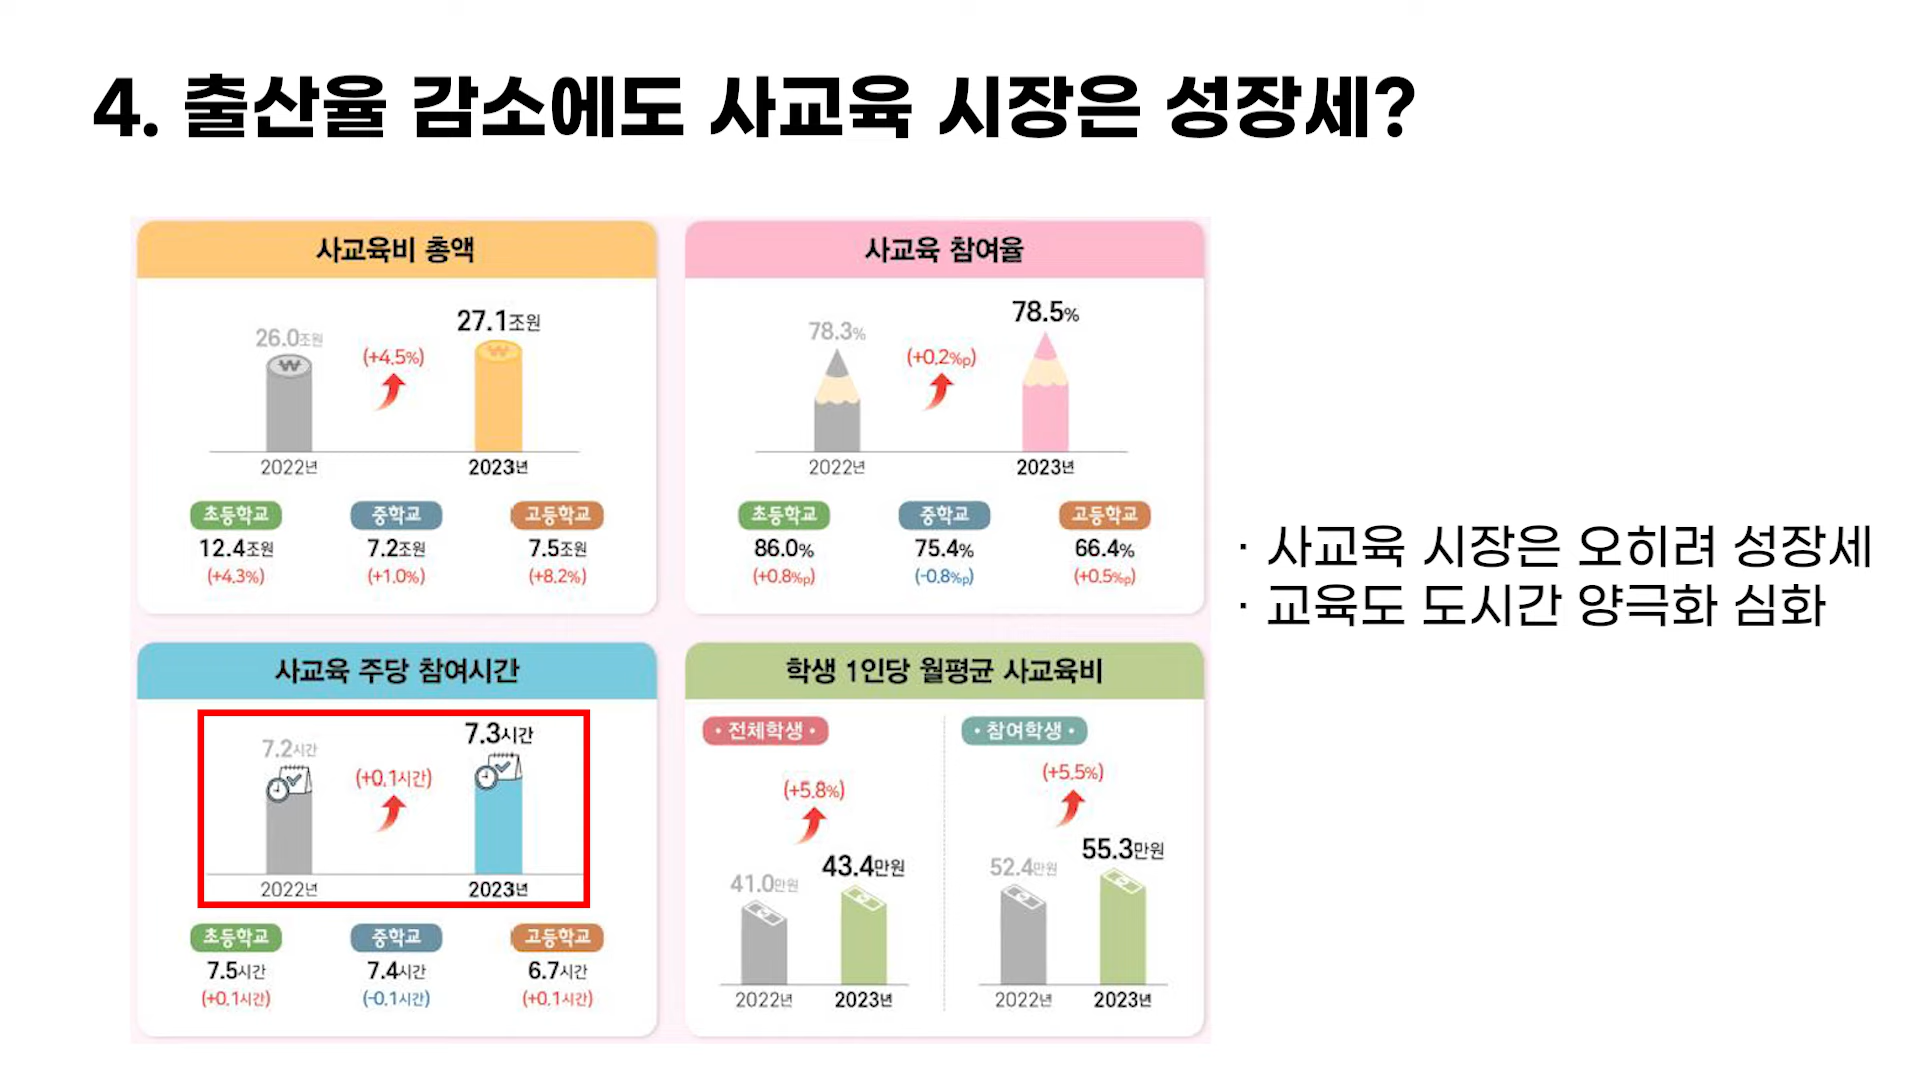 4. 출산율 감소에도 사교육 시장은 성장세?
사교육비 총액
26.0조원
27.1조원
(+4.5%)
2022년
2023년
초등학교
중학교
고등학교
12.4조원
7.2조원
7.5조원
(+4.3%)
(+1.0%)
(+8.2%)
사교육 참여율
78.3%
78.5%
(+0.2%p)
2022년
2023년
초등학교
중학교
고등학교
86.0%
75.4%
66.4%
(+0.8%p)
(-0.8%p)
(+0.5%p)
사교육 주당 참여시간
7.2시간
7.3시간
(+0.1시간)
2022년
2023년
초등학교
중학교
고등학교
7.5시간
7.4시간
6.7시간
(+0.1시간)
(-0.1시간)
(+0.1시간)
학생 1인당 월평균 사교육비
• 전체학생 •
(+5.8%)
41.0만원
43.4만원
2022년
2023년
• 참여학생 •
(+5.5%)
52.4만원
55.3만원
2022년
2023년
· 사교육 시장은 오히려 성장세
· 교육도 도시간 양극화 심화